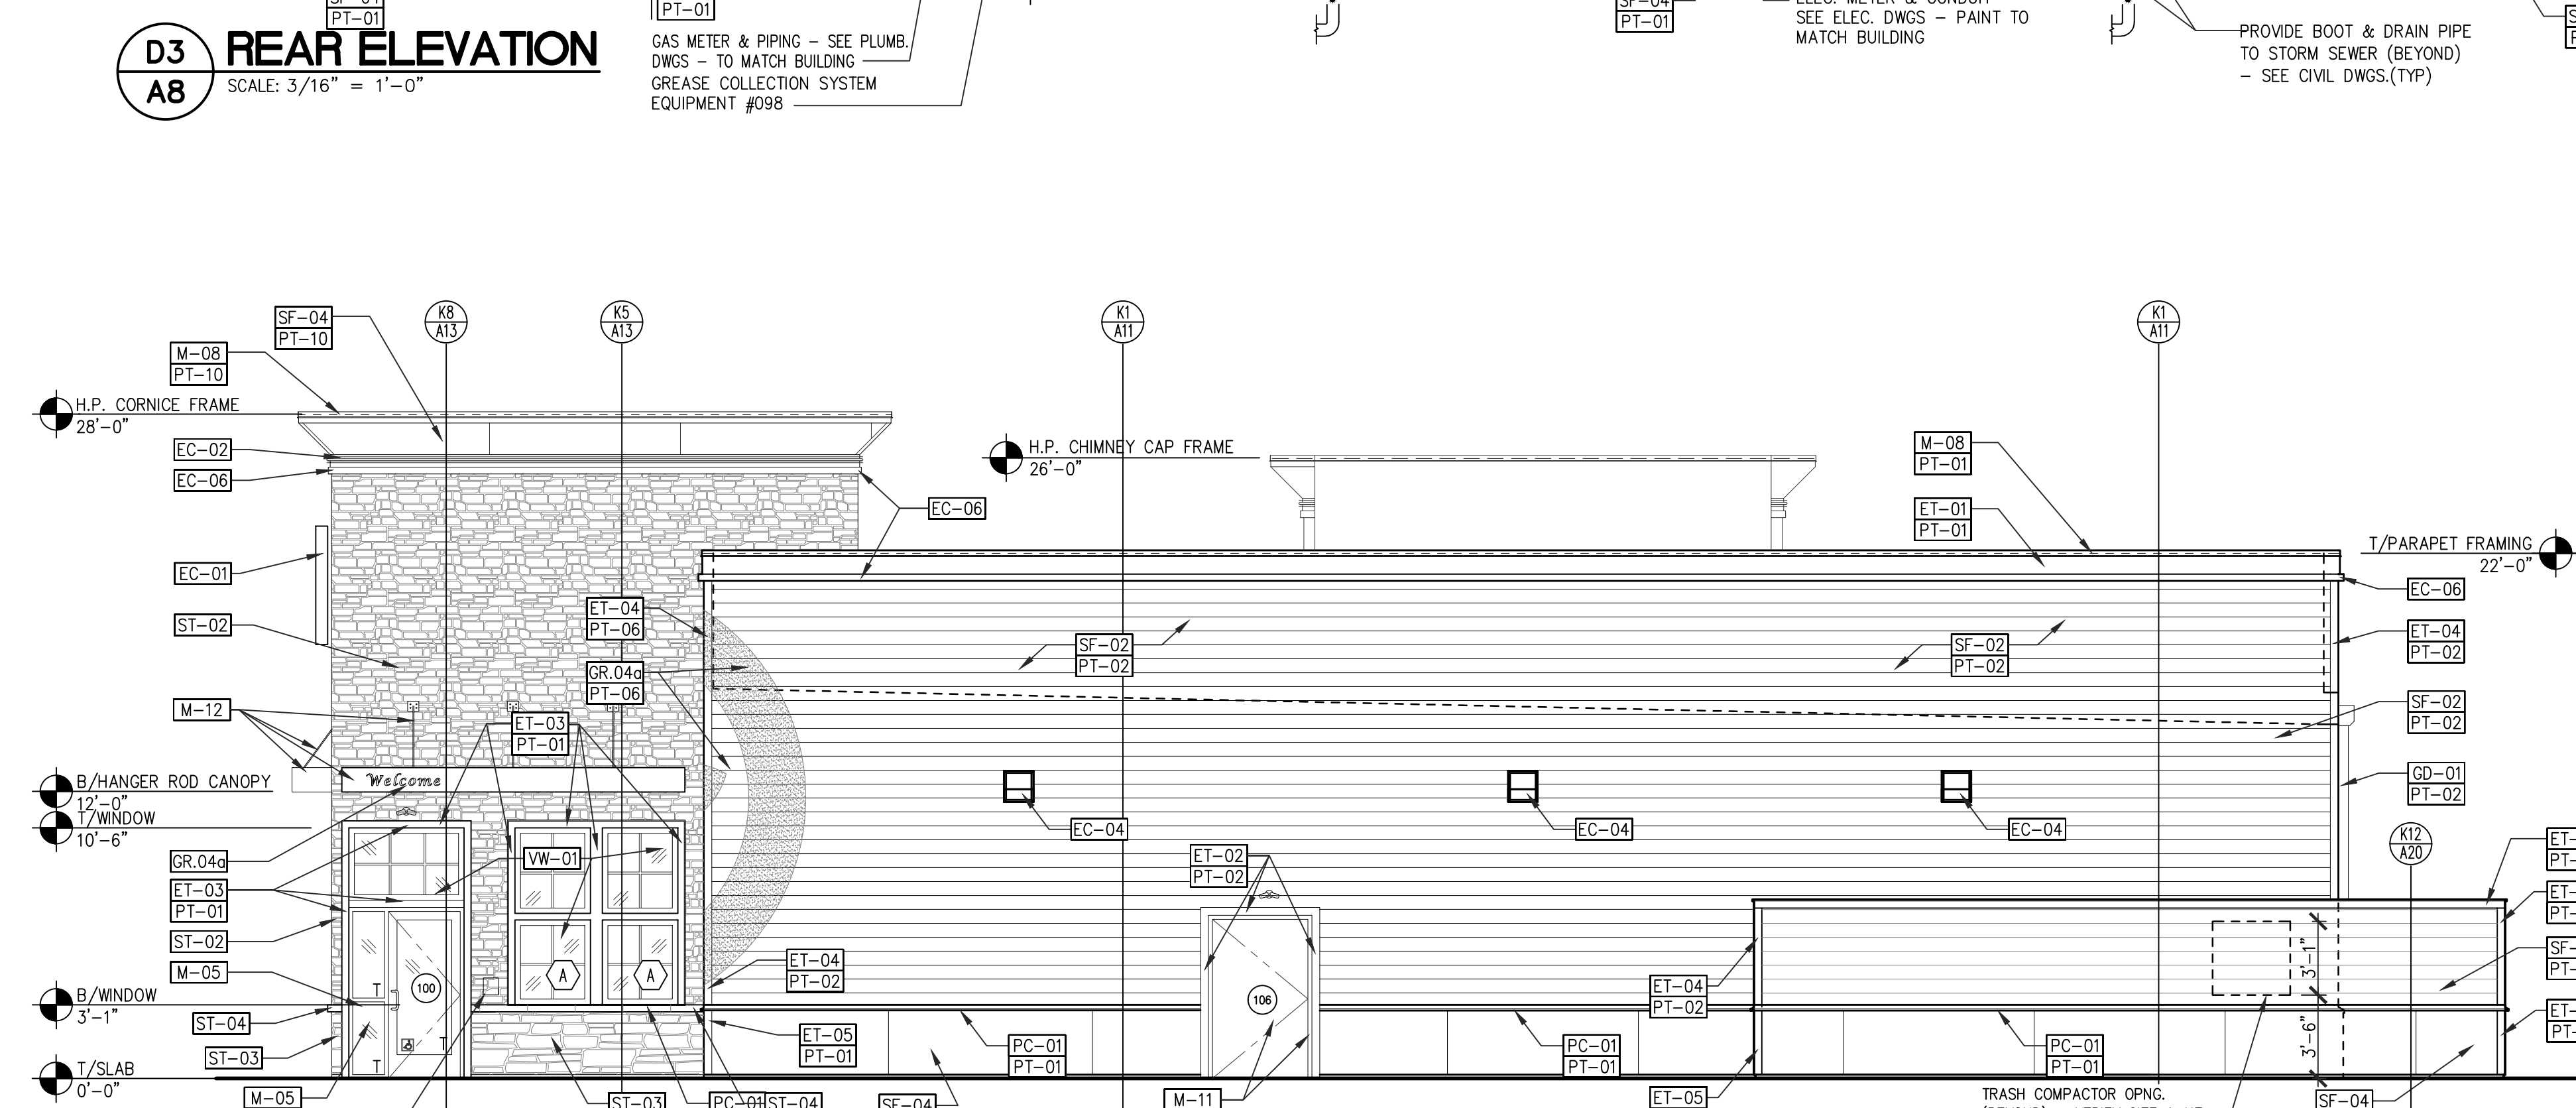 SF-04
PT-01
PT-01
SF-04
PT-01
ELEC. METER & CONDUIT
SEE ELEC. DWGS – PAINT TO
MATCH BUILDING
PROVIDE BOOT & DRAIN PIPE
TO STORM SEWER (BEYOND)
– SEE CIVIL DWGS.(TYP)
D3
A8
REAR ELEVATION
SCALE: 3/16" = 1'-0"
GAS METER & PIPING – SEE PLUMB.
DWGS – TO MATCH BUILDING
GREASE COLLECTION SYSTEM
EQUIPMENT #098
K8
A13
K5
A13
K1
A11
K1
A11
SF-04
PT-10
M-08
PT-10
H.P. CORNICE FRAME
28'-0"
EC-02
EC-06
H.P. CHIMNEY CAP FRAME
26'-0"
M-08
PT-01
EC-06
ET-01
PT-01
T/PARAPET FRAMING
22'-0"
EC-01
EC-06
ET-04
PT-06
ST-02
SF-02
PT-02
SF-02
PT-02
ET-04
PT-02
GR.04a
PT-06
M-12
ET-03
PT-01
SF-02
PT-02
Welcome
B/HANGER ROD CANOPY
12'-0"
T/WINDOW
10'-6"
GD-01
PT-02
EC-04
EC-04
EC-04
K12
A20
GR.04a
VW-01
ET-02
PT-02
ET-03
PT-01
ST-02
M-05
T
100
A
A
ET-04
PT-02
106
ET-04
PT-02
3'-1"
B/WINDOW
3'-1"
ST-04
ST-03
T
ET-05
PT-01
PC-01
PT-01
PC-01
PT-01
PC-01
PT-01
3'-6"
T/SLAB
0'-0"
T
M-05
ST-03
PC-01
ST-04
SF-04
M-11
ET-05
TRASH COMPACTOR OPNG.
SF-04